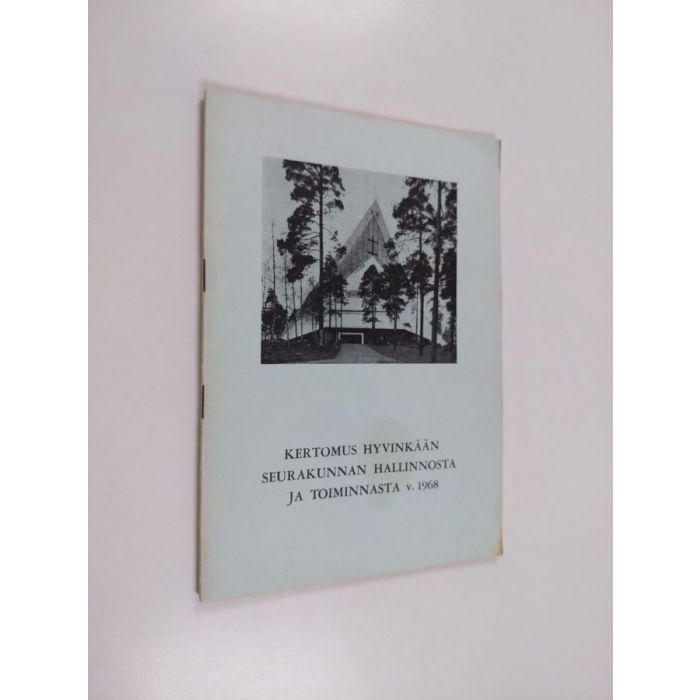 KERTOMUS HYVINKÄÄN
SEURAKUNNAN HALLINNOSTA
JA TOIMINNASTA v. 1968